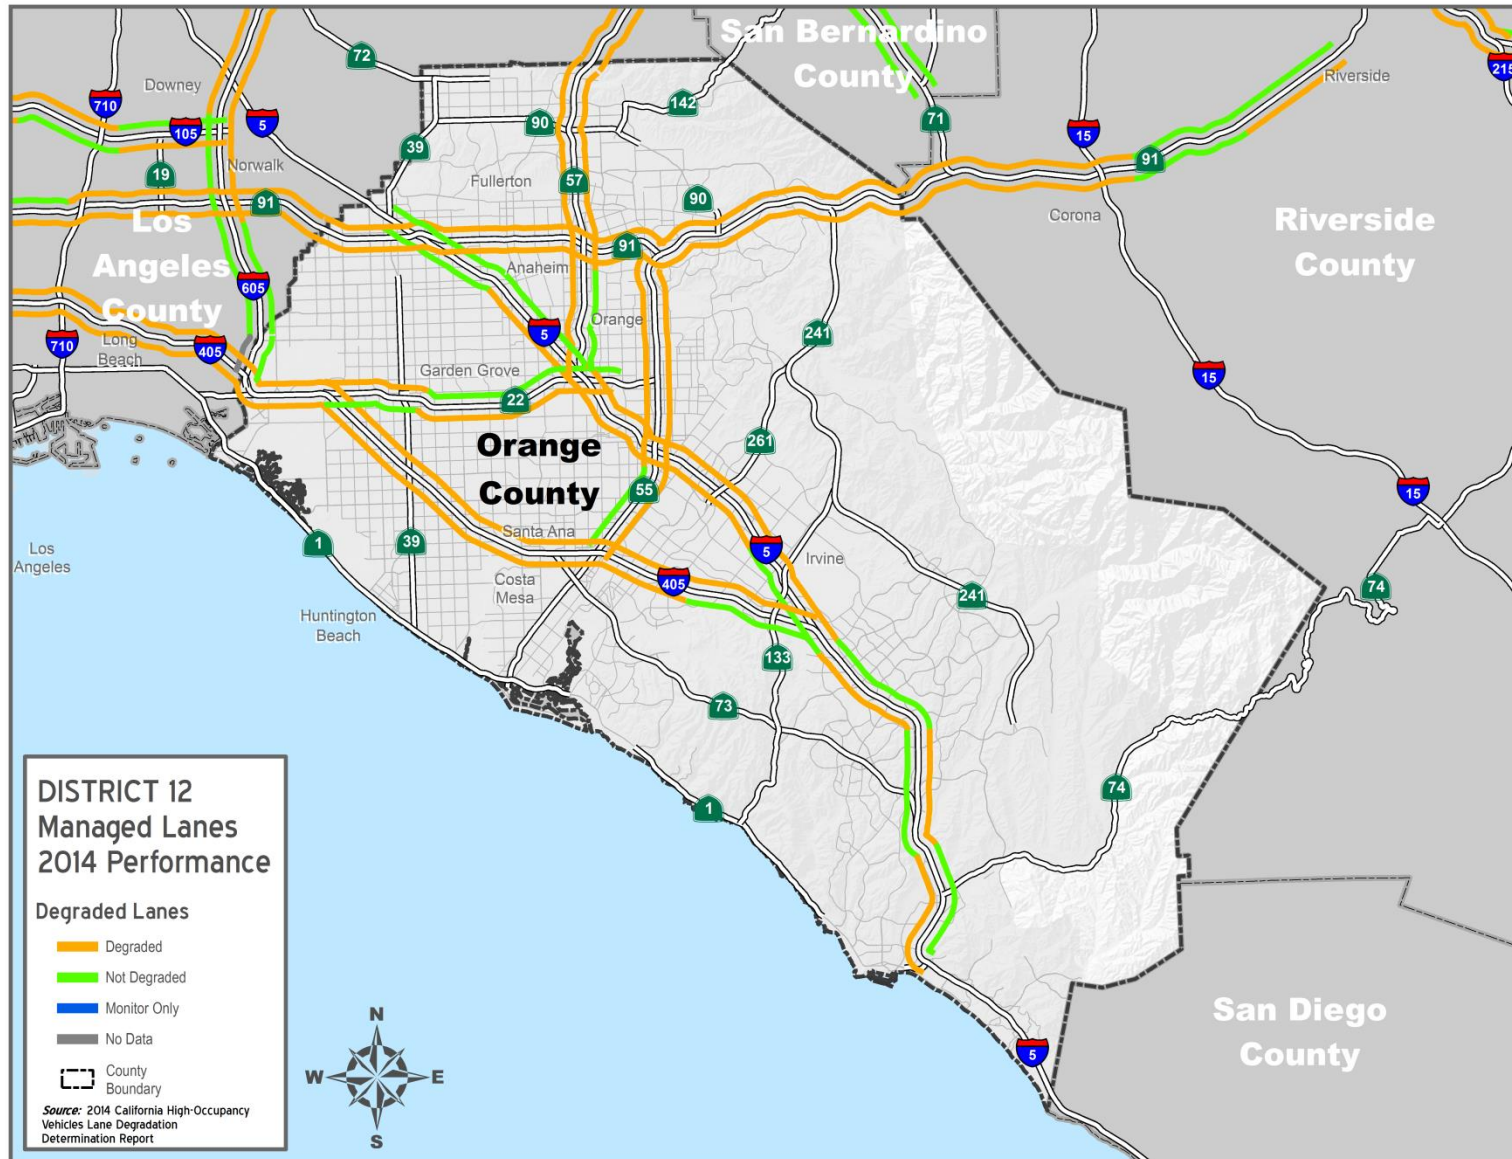 San Bernardino
County
72
Downey
710
105
5
142
90
39
71
15
215
Riverside
19
Norwalk
Fullerton
57
90
91
91
Los
Angeles
County
Corona
Riverside
County
91
Anaheim
605
Orange
5
241
710
Long
Beach
405
Garden Grove
22
15
Orange
County
261
55
15
Santa Ana
1
39
Los
Angeles
5
Irvine
405
Costa
Mesa
241
74
Huntington
Beach
133
73
74
1
DISTRICT 12
Managed Lanes
2014 Performance
Degraded Lanes
Degraded
Not Degraded
Monitor Only
No Data
County
Boundary
Source: 2014 California High-Occupancy
Vehicles Lane Degradation
Determination Report
N
W
E
S
San Diego
County
5